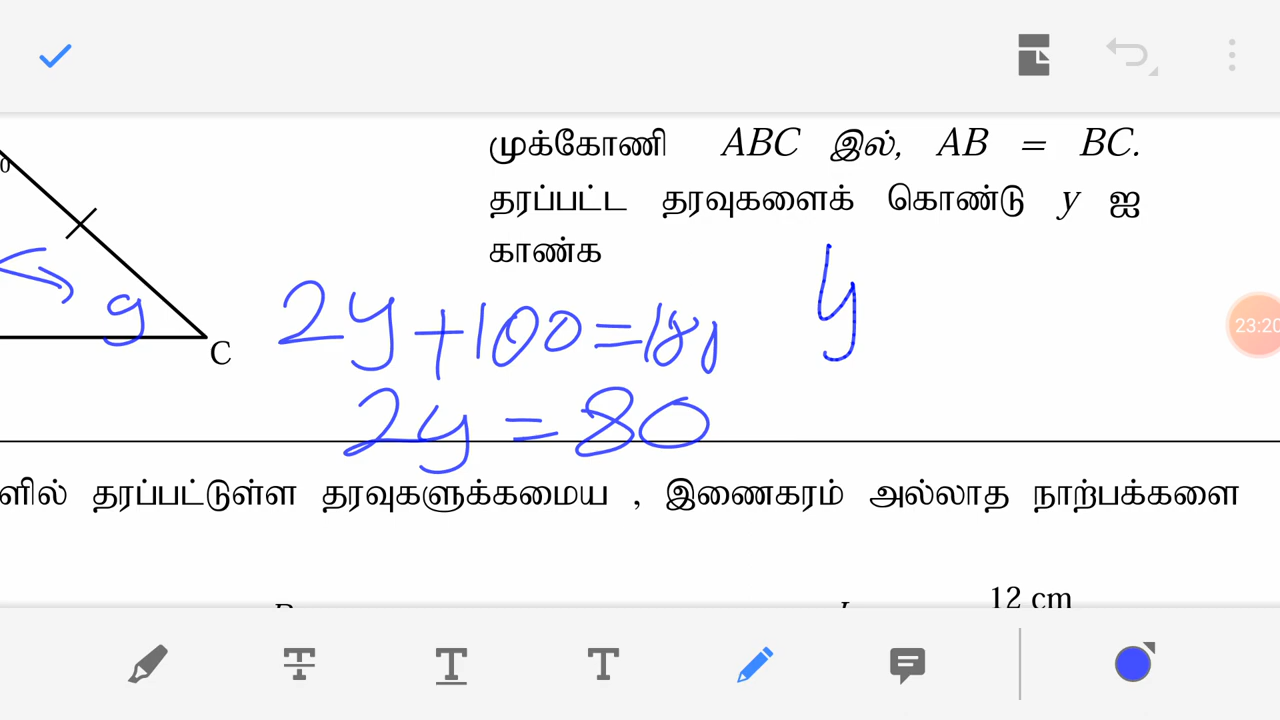 முக்கோணி ABC இல், AB = BC.
தரப்பட்ட தரவுகளைக் கொண்டு y ஐ
காண்க
y
C
2y + 100 = 180
y
2y = 80
23:20
ளில் தரப்பட்டுள்ள தரவுகளுக்கமைய , இணைகரம் அல்லாத நாற்பக்களை
12 cm
T T T